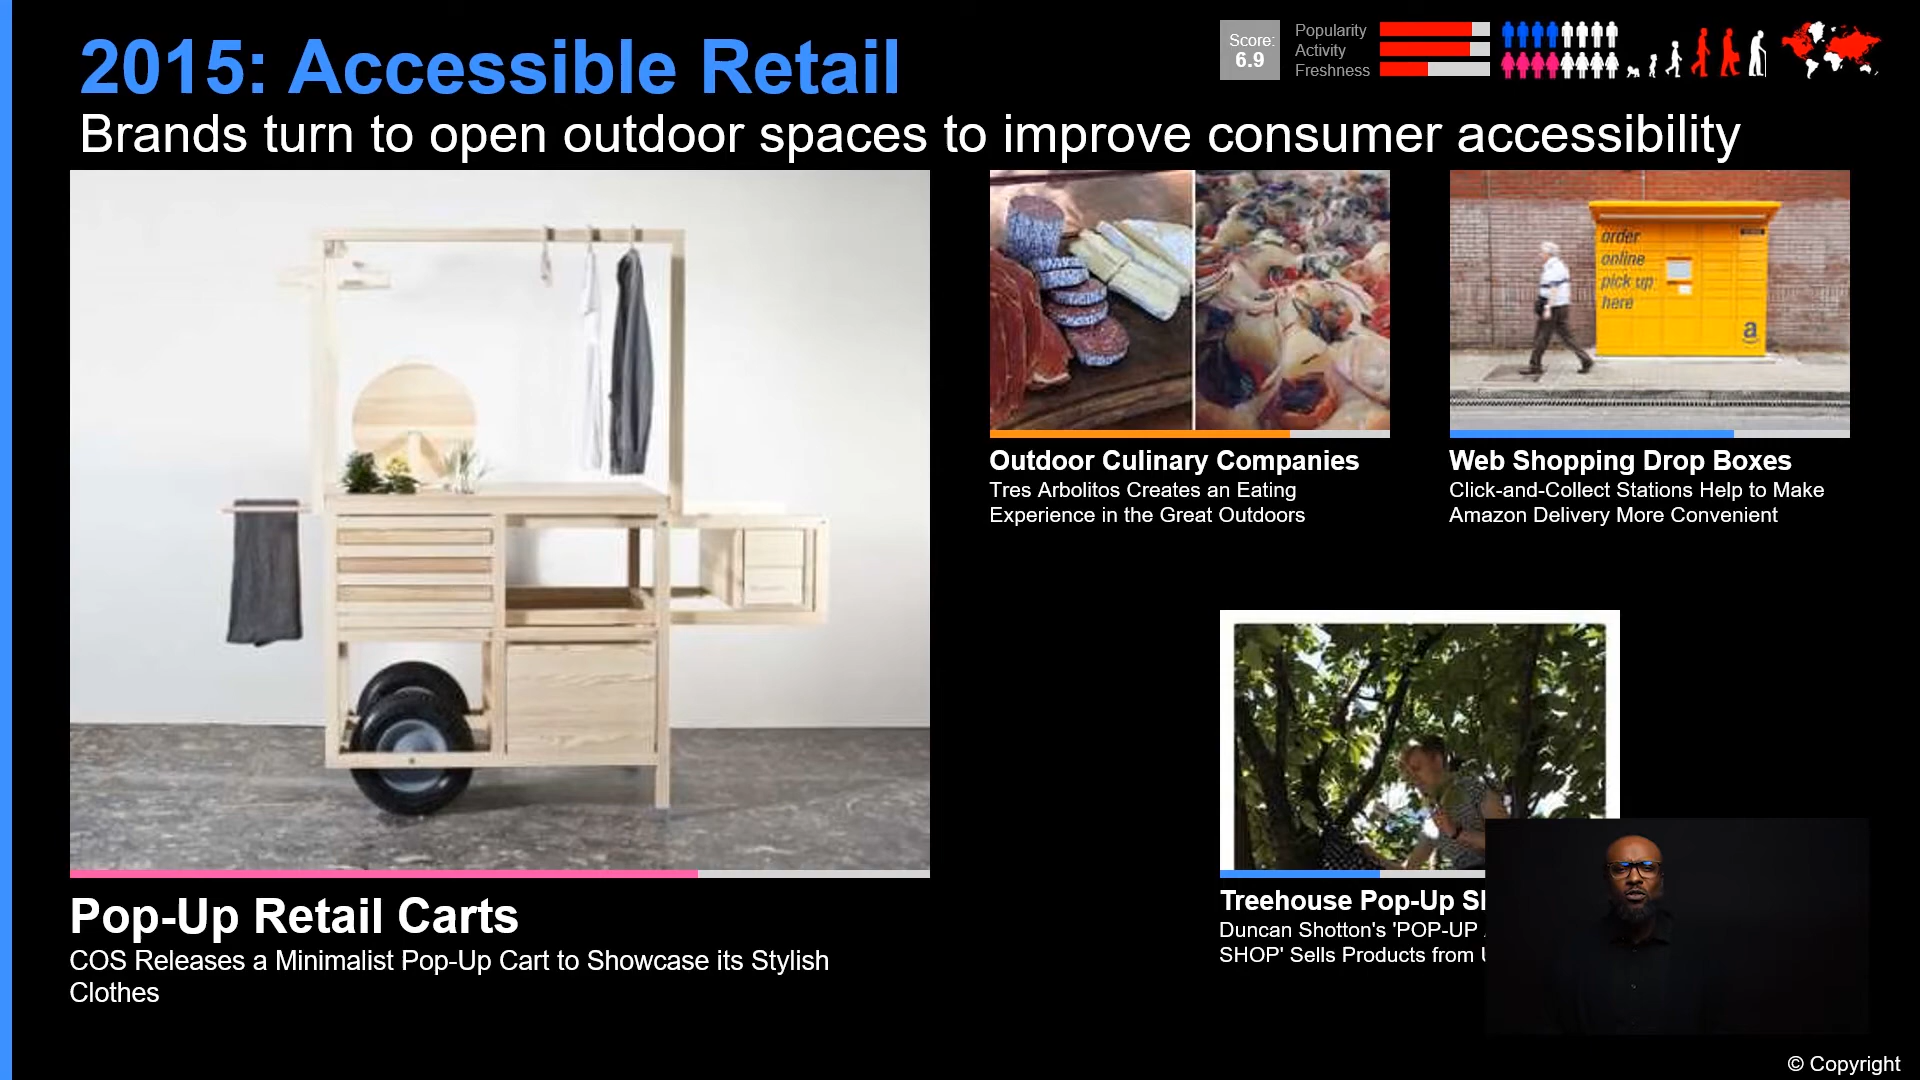 2015: Accessible Retail
Brands turn to open outdoor spaces to improve consumer accessibility
Score:
6.9
Popularity
Activity
Freshness
order
online
pick up
here
a
Outdoor Culinary Companies
Tres Arbolitos Creates an Eating
Experience in the Great Outdoors
Web Shopping Drop Boxes
Click-and-Collect Stations Help to Make
Amazon Delivery More Convenient
Pop-Up Retail Carts
COS Releases a Minimalist Pop-Up Cart to Showcase its Stylish
Clothes
Treehouse Pop-Up
Duncan Shotton's 'POP-UP
SHOP' Sells Products from
© Copyright